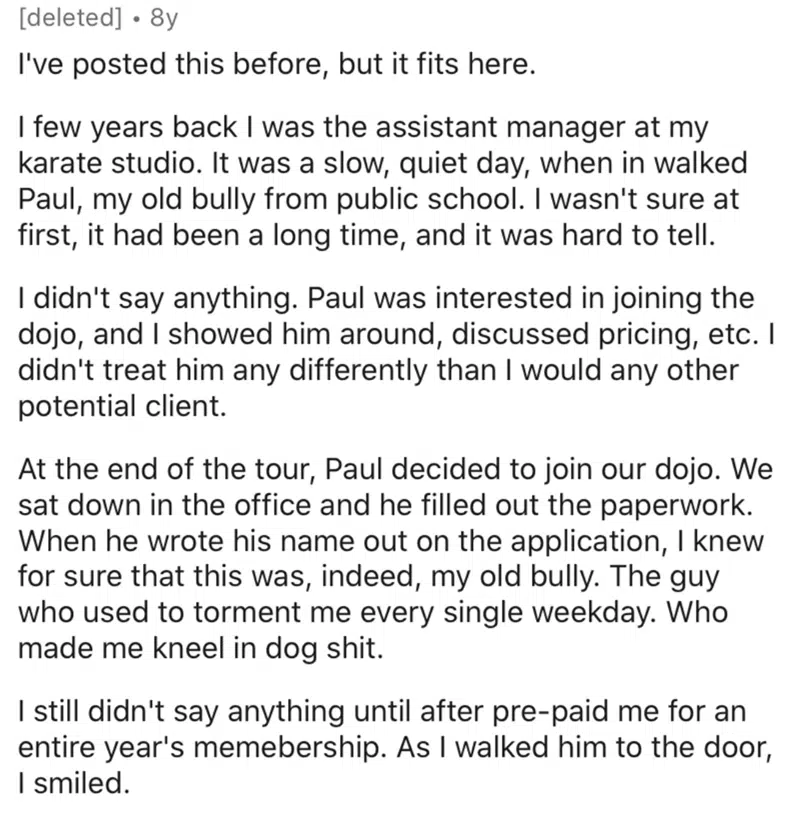 [deleted] • 8y
I've posted this before, but it fits here.
I few years back I was the assistant manager at my
karate studio. It was a slow, quiet day, when in walked
Paul, my old bully from public school. I wasn't sure at
first, it had been a long time, and it was hard to tell.
I didn't say anything. Paul was interested in joining the
dojo, and I showed him around, discussed pricing, etc. I
didn't treat him any differently than I would any other
potential client.
At the end of the tour, Paul decided to join our dojo. We
sat down in the office and he filled out the paperwork.
When he wrote his name out on the application, I knew
for sure that this was, indeed, my old bully. The guy
who used to torment me every single weekday. Who
made me kneel in dog shit.
I still didn't say anything until after pre-paid me for an
entire year's memebership. As I walked him to the door,
I smiled.